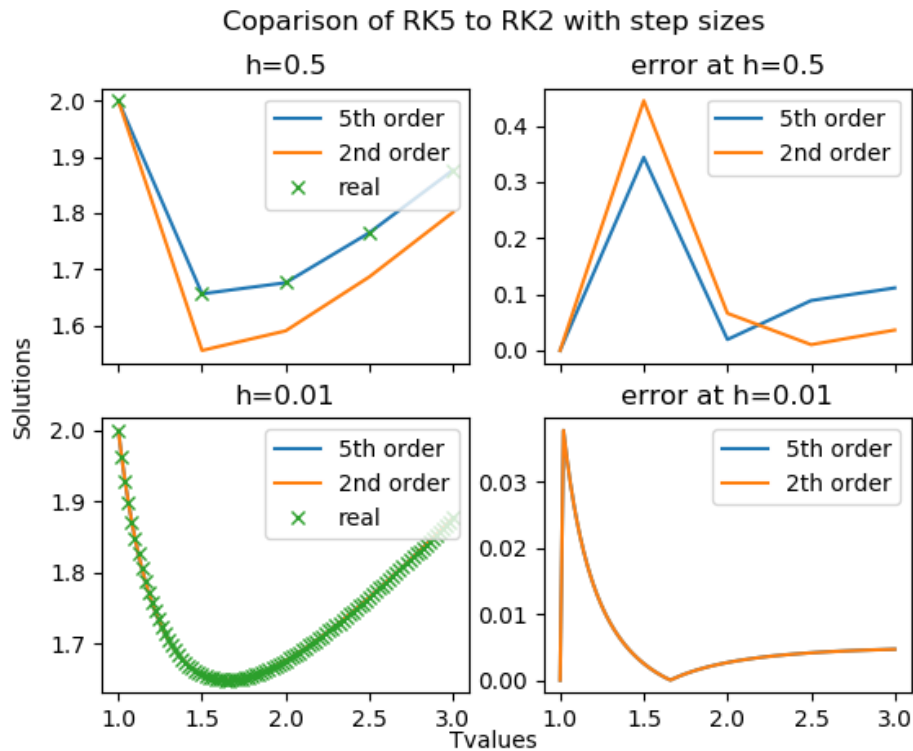 Coparison of RK5 to RK2 with step sizes
h=0.5
2.0
1.9
1.8
1.7
1.6
5th order
2nd order
real
error at h=0.5
0.4
0.3
0.2
0.1
0.0
5th order
2nd order
Solutions
h=0.01
2.0
1.9
1.8
1.7
5th order
2nd order
real
1.0 1.5 2.0 2.5 3.0
error at h=0.01
0.03
0.02
0.01
0.00
5th order
2th order
1.0 1.5 2.0 2.5 3.0
Tvalues